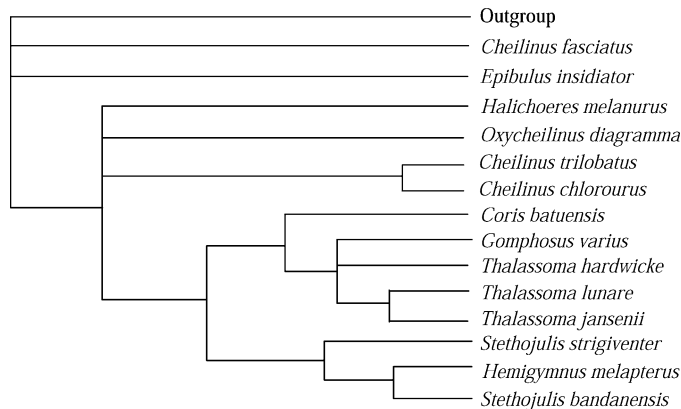 Outgroup
Cheilinus fasciatus
Epibulus insidiator
Halichoeres melanurus
Oxycheilinus diagramma
Cheilinus trilobatus
Cheilinus chlorourus
Coris batuensis
Gomphosus varius
Thalassoma hardwicke
Thalassoma lunare
Thalassoma jansenii
Stethojulis strigiventer
Hemigymnus melapterus
Stethojulis bandanensis